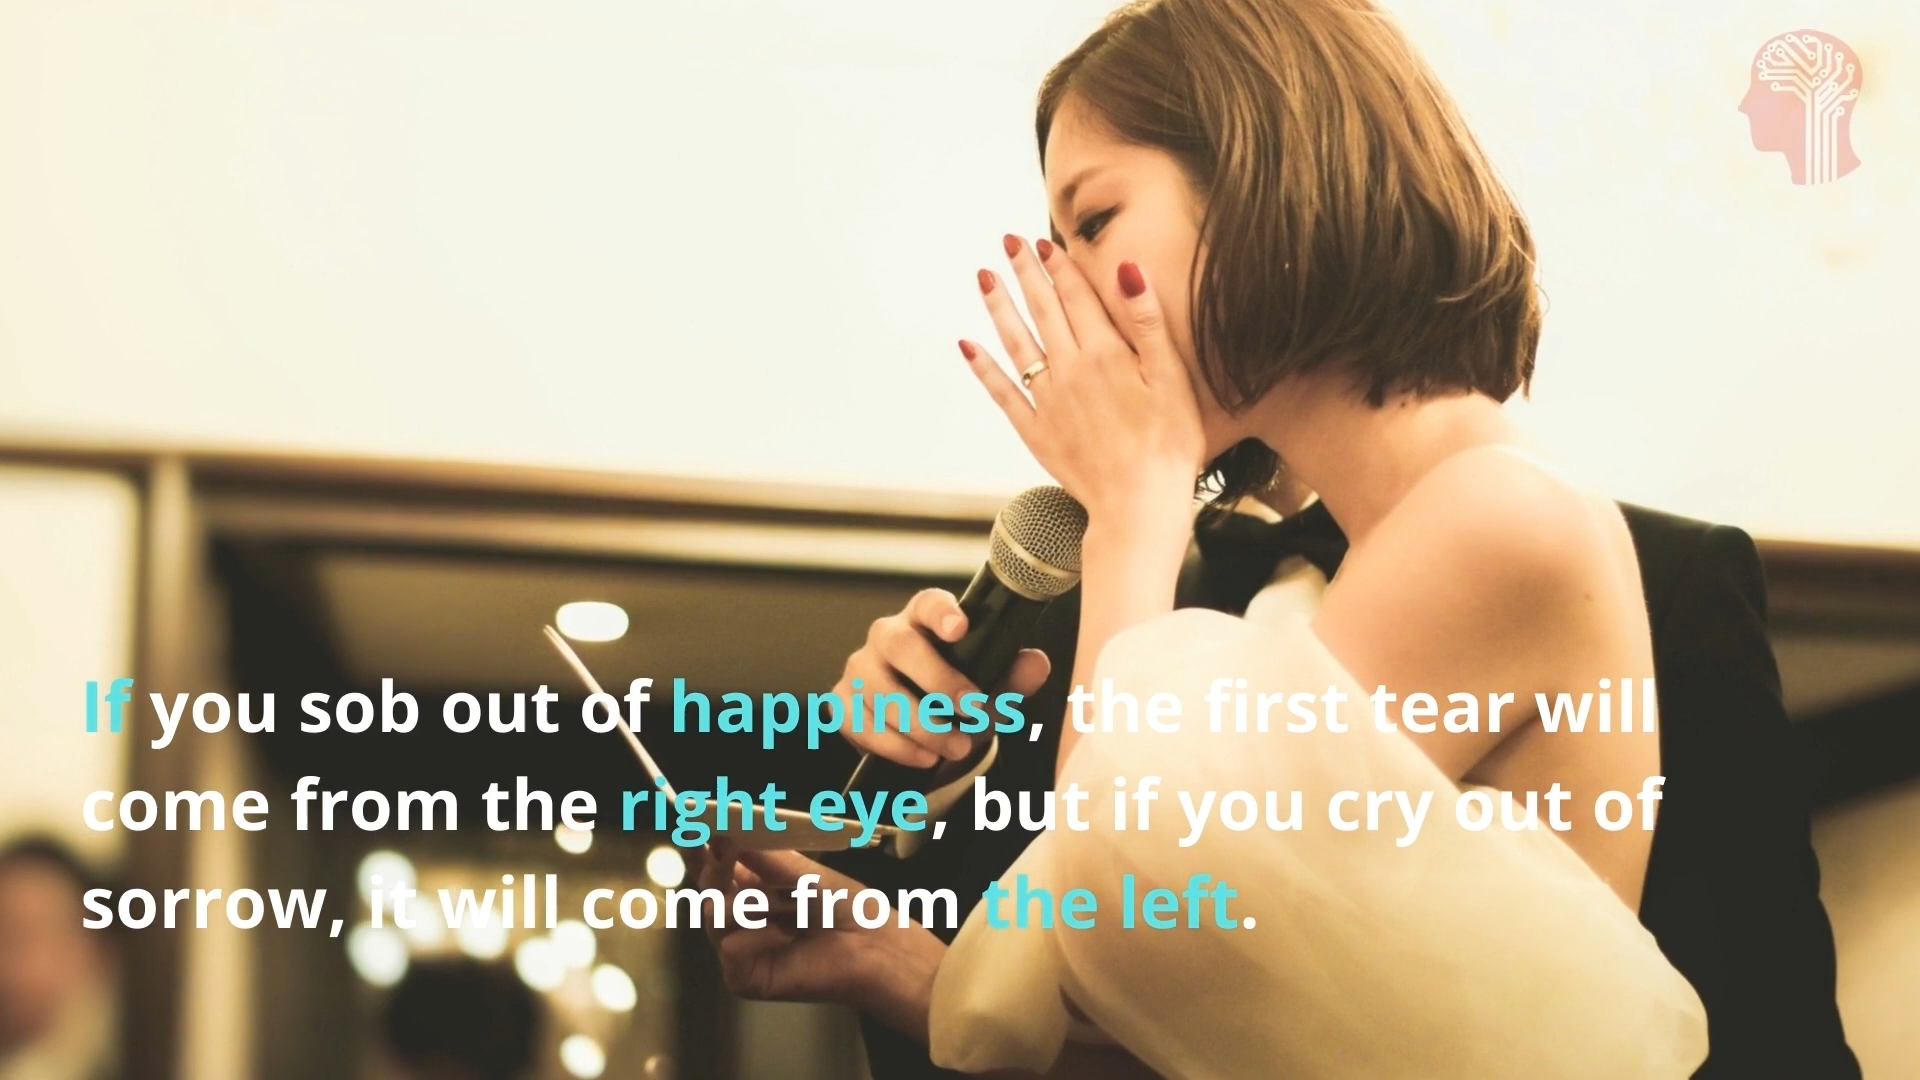 If you sob out of happiness, the first tear will
come from the right eye, but if you cry out of
sorrow, it will come from the left.